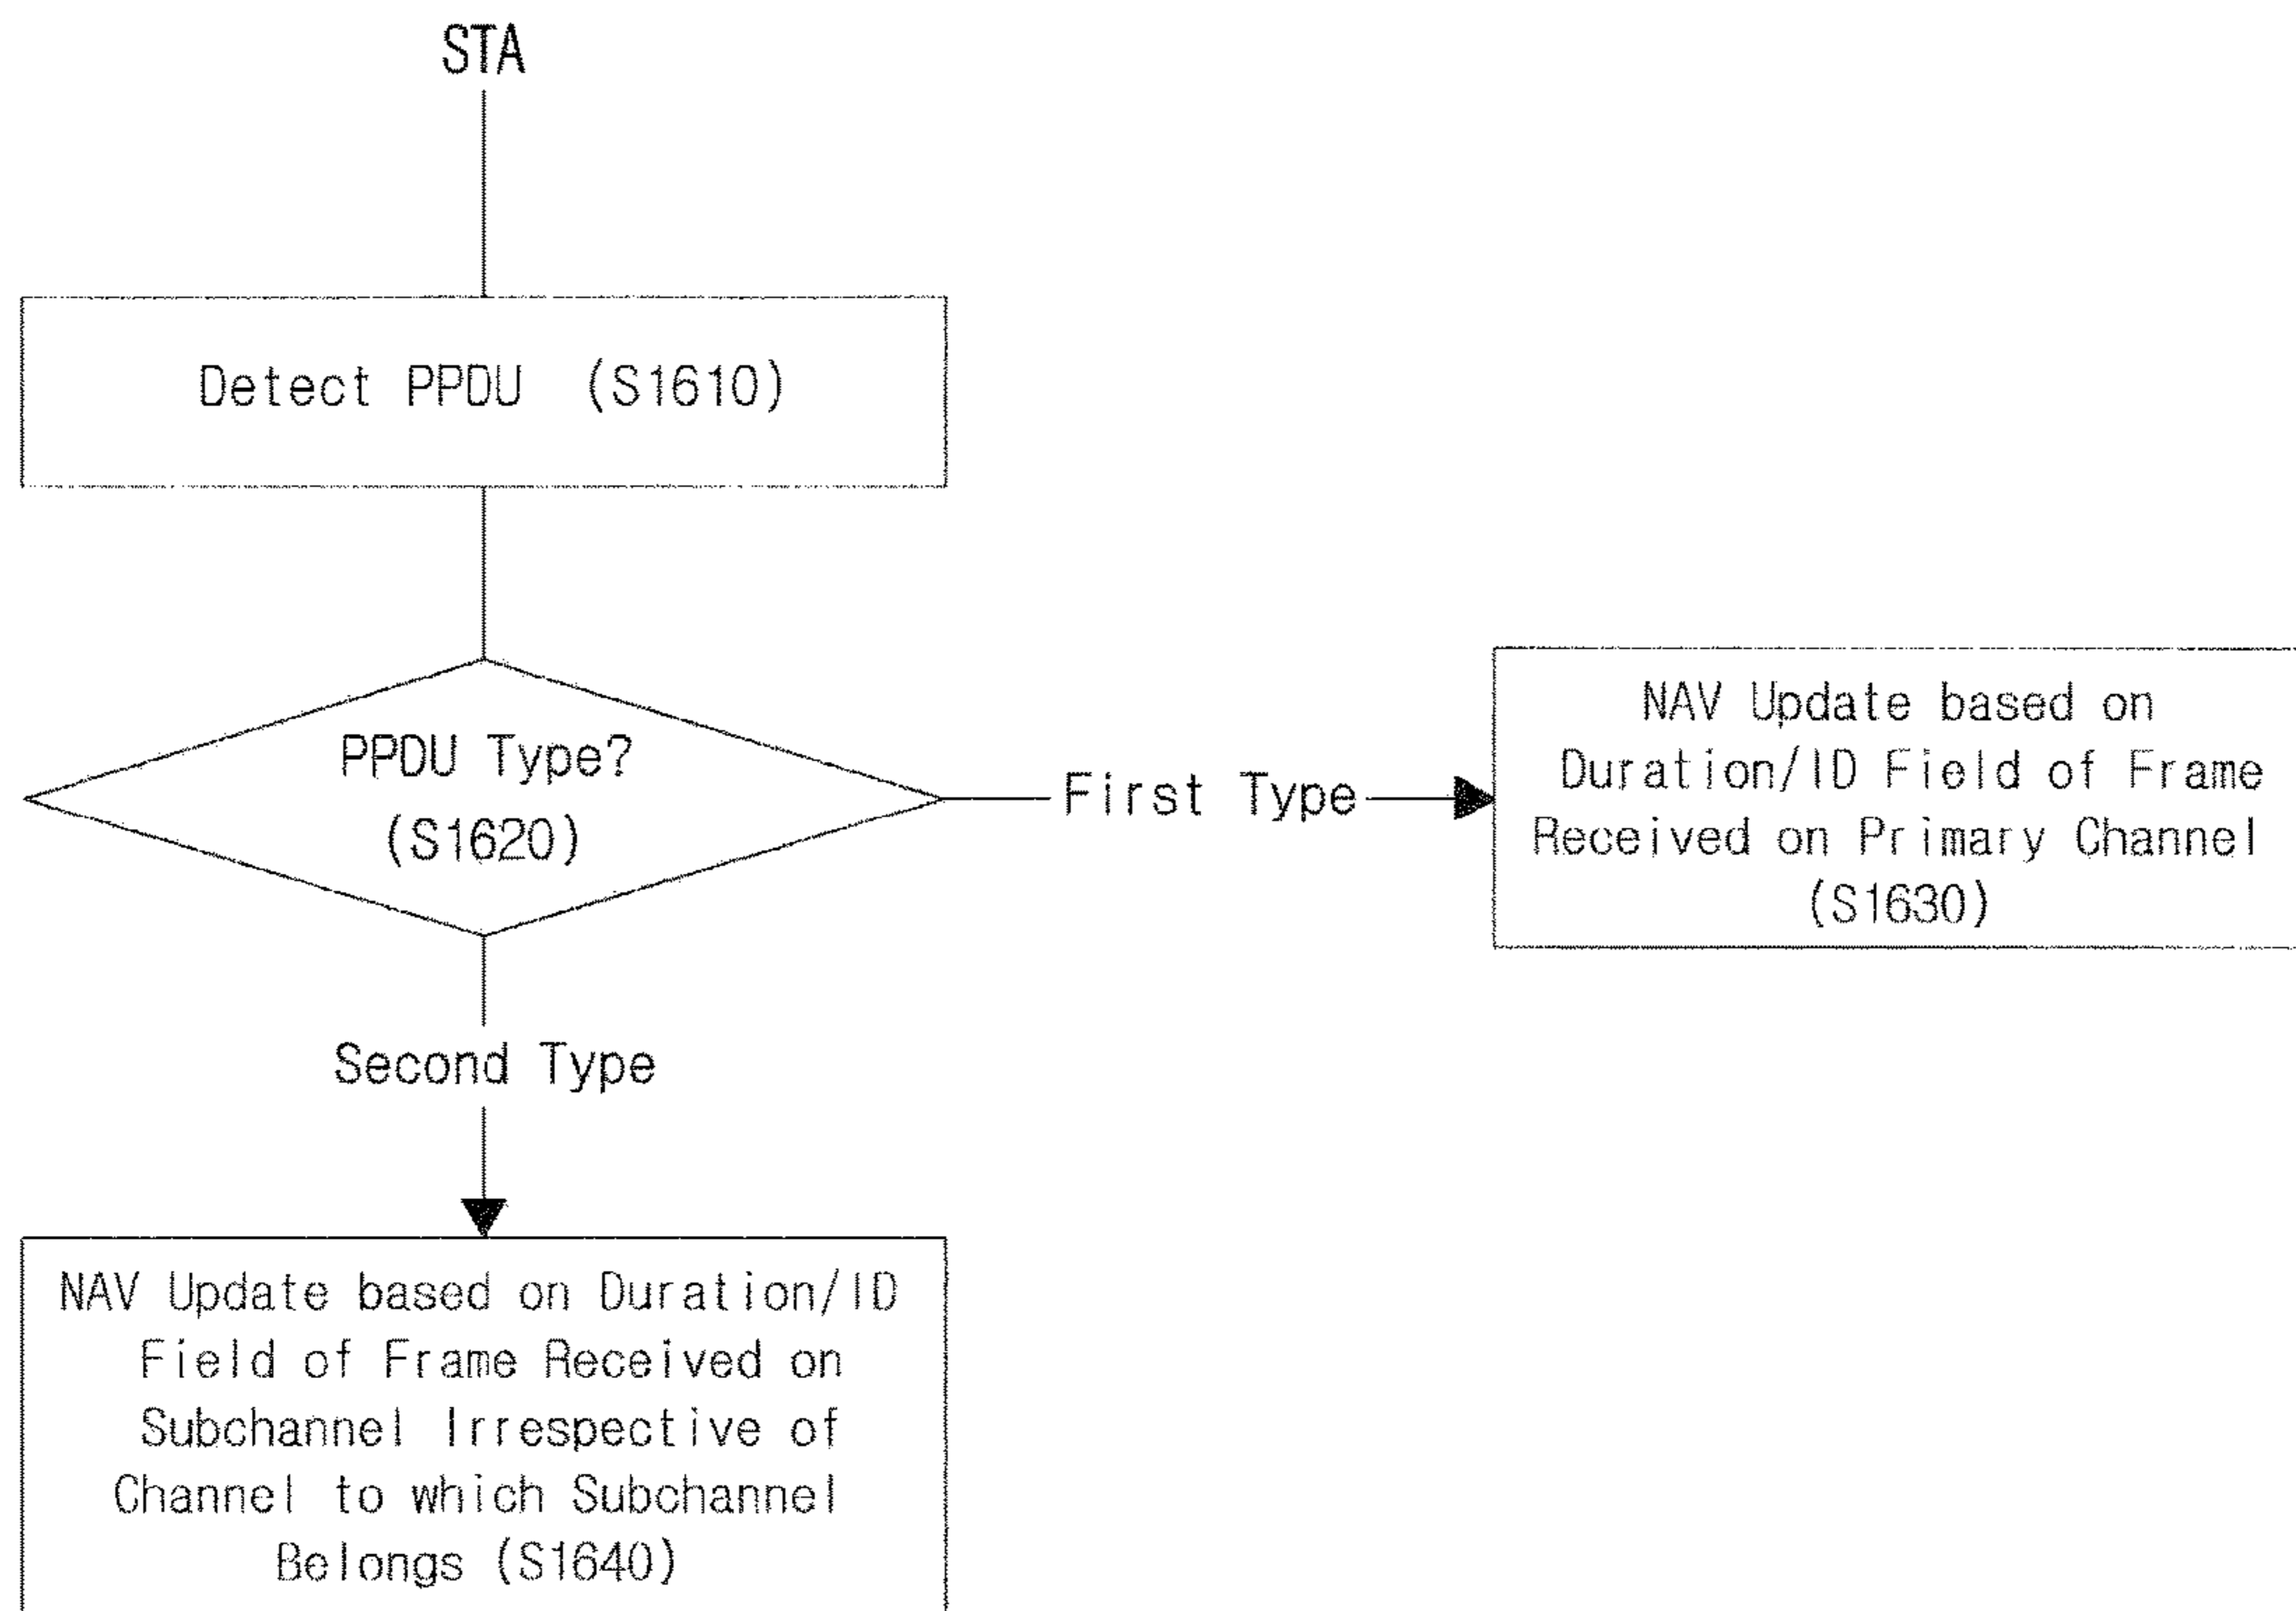 STA
Detect PPDU (S1610)
PPDU Type?
(S1620)
First Type
NAV Update based on
Duration/ID Field of Frame
Received on Primary Channel
(S1630)
Second Type
NAV Update based on Duration/ID
Field of Frame Received on
Subchannel Irrespective of
Channel to which Subchannel
Belongs (S1640)